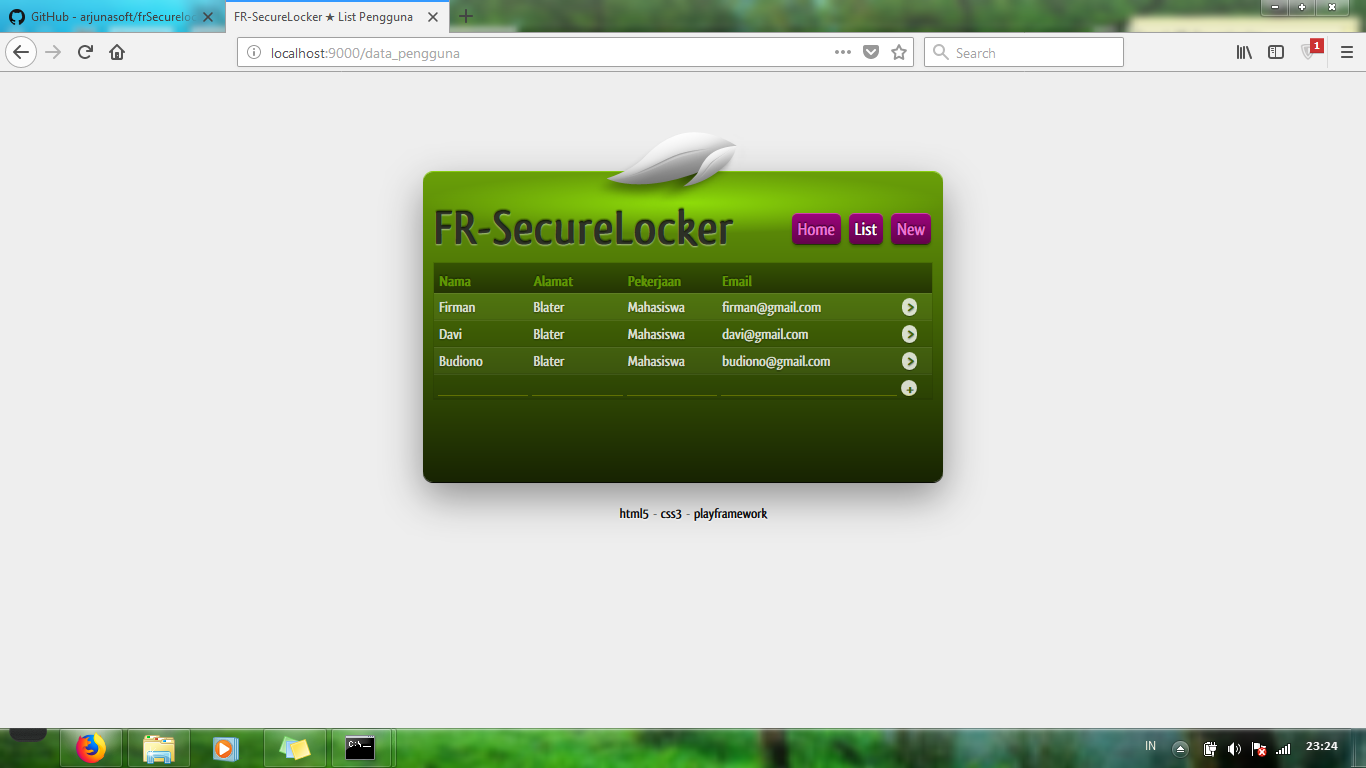 GitHub - arjunasoft/frSecurelo
FR-SecureLocker ★ List Pengguna
localhost:9000/data_pengguna
Search
1
FR-SecureLocker
Home List New
Nama Alamat Pekerjaan Email
Firman Blater Mahasiswa firman@gmail.com
Davi Blater Mahasiswa davi@gmail.com
Budiono Blater Mahasiswa budiono@gmail.com
html5 - css3 - playframework
IN 23:24